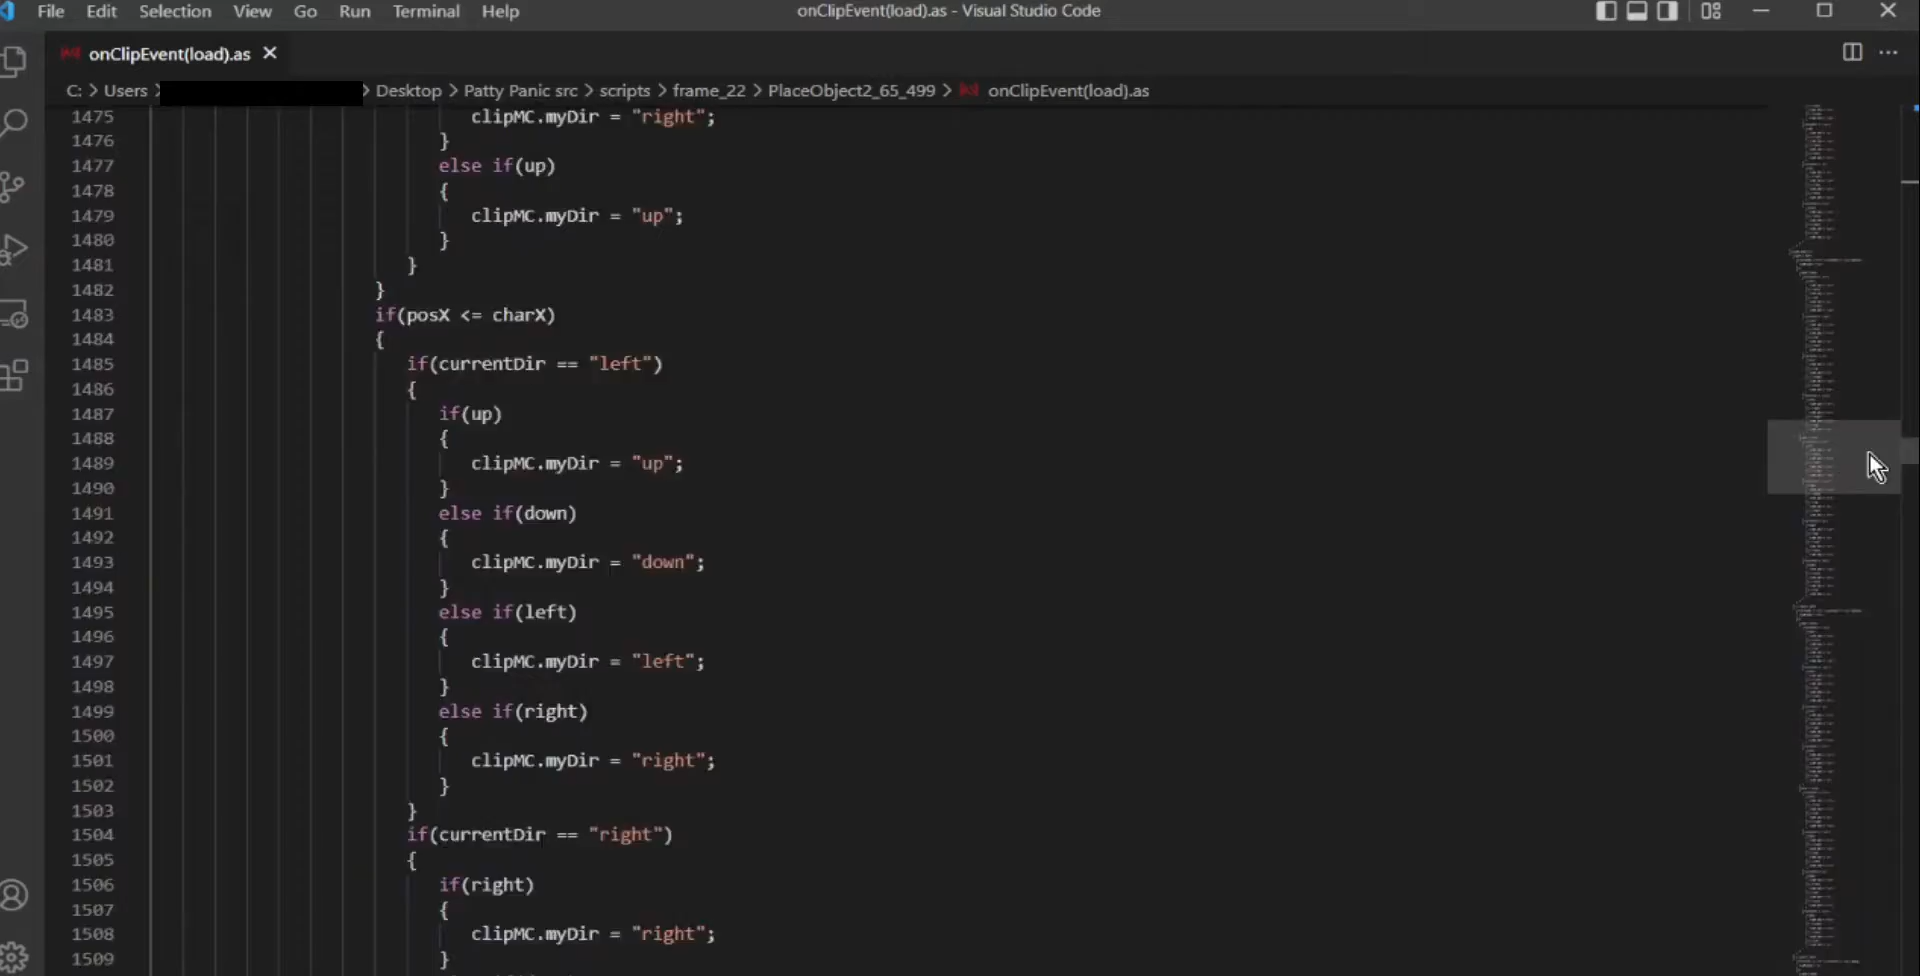 File Edit Selection View Go Run Terminal Help onClipEvent(load).as - Visual Studio Code
onClipEvent(load).as
C: > Users > > Desktop > Patty Panic src > scripts > frame_22 > PlaceObject2_65_499 > onClipEvent(load).as
1475 clipMC.myDir = "right";
1476 }
1477 else if(up)
1478 {
1479 clipMC.myDir = "up";
1480 }
1481 }
1482 }
1483 if(posX <= charX)
1484 {
1485 if(currentDir == "left")
1486 {
1487 if(up)
1488 {
1489 clipMC.myDir = "up";
1490 }
1491 else if(down)
1492 {
1493 clipMC.myDir = "down";
1494 }
1495 else if(left)
1496 {
1497 clipMC.myDir = "left";
1498 }
1499 else if(right)
1500 {
1501 clipMC.myDir = "right";
1502 }
1503 }
1504 if(currentDir == "right")
1505 {
1506 if(right)
1507 {
1508 clipMC.myDir = "right";
1509 }